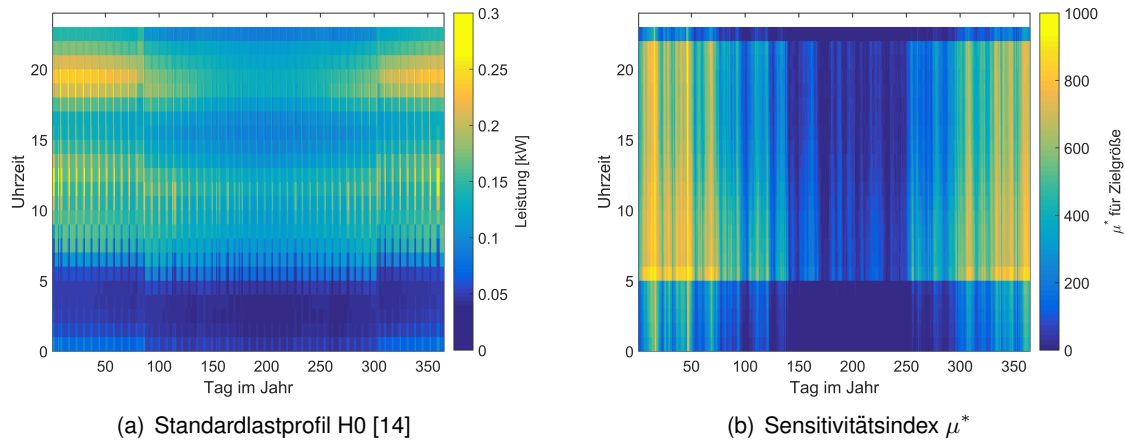 0.3
0.25
0.2
0.15
0.1
0.05
0
Leistung [kW]
20
15
10
5
0
Uhrzeit
50 100 150 200 250 300 350
Tag im Jahr
(a) Standardlastprofil H0 [14]
1000
800
600
400
200
0
μ* für Zielgröße
20
15
10
5
0
Uhrzeit
50 100 150 200 250 300 350
Tag im Jahr
(b) Sensitivitätsindex μ*